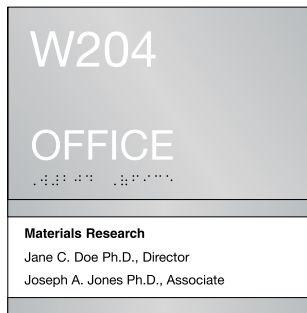 W204
OFFICE
Materials Research
Jane C. Doe Ph.D., Director
Joseph A. Jones Ph.D., Associate